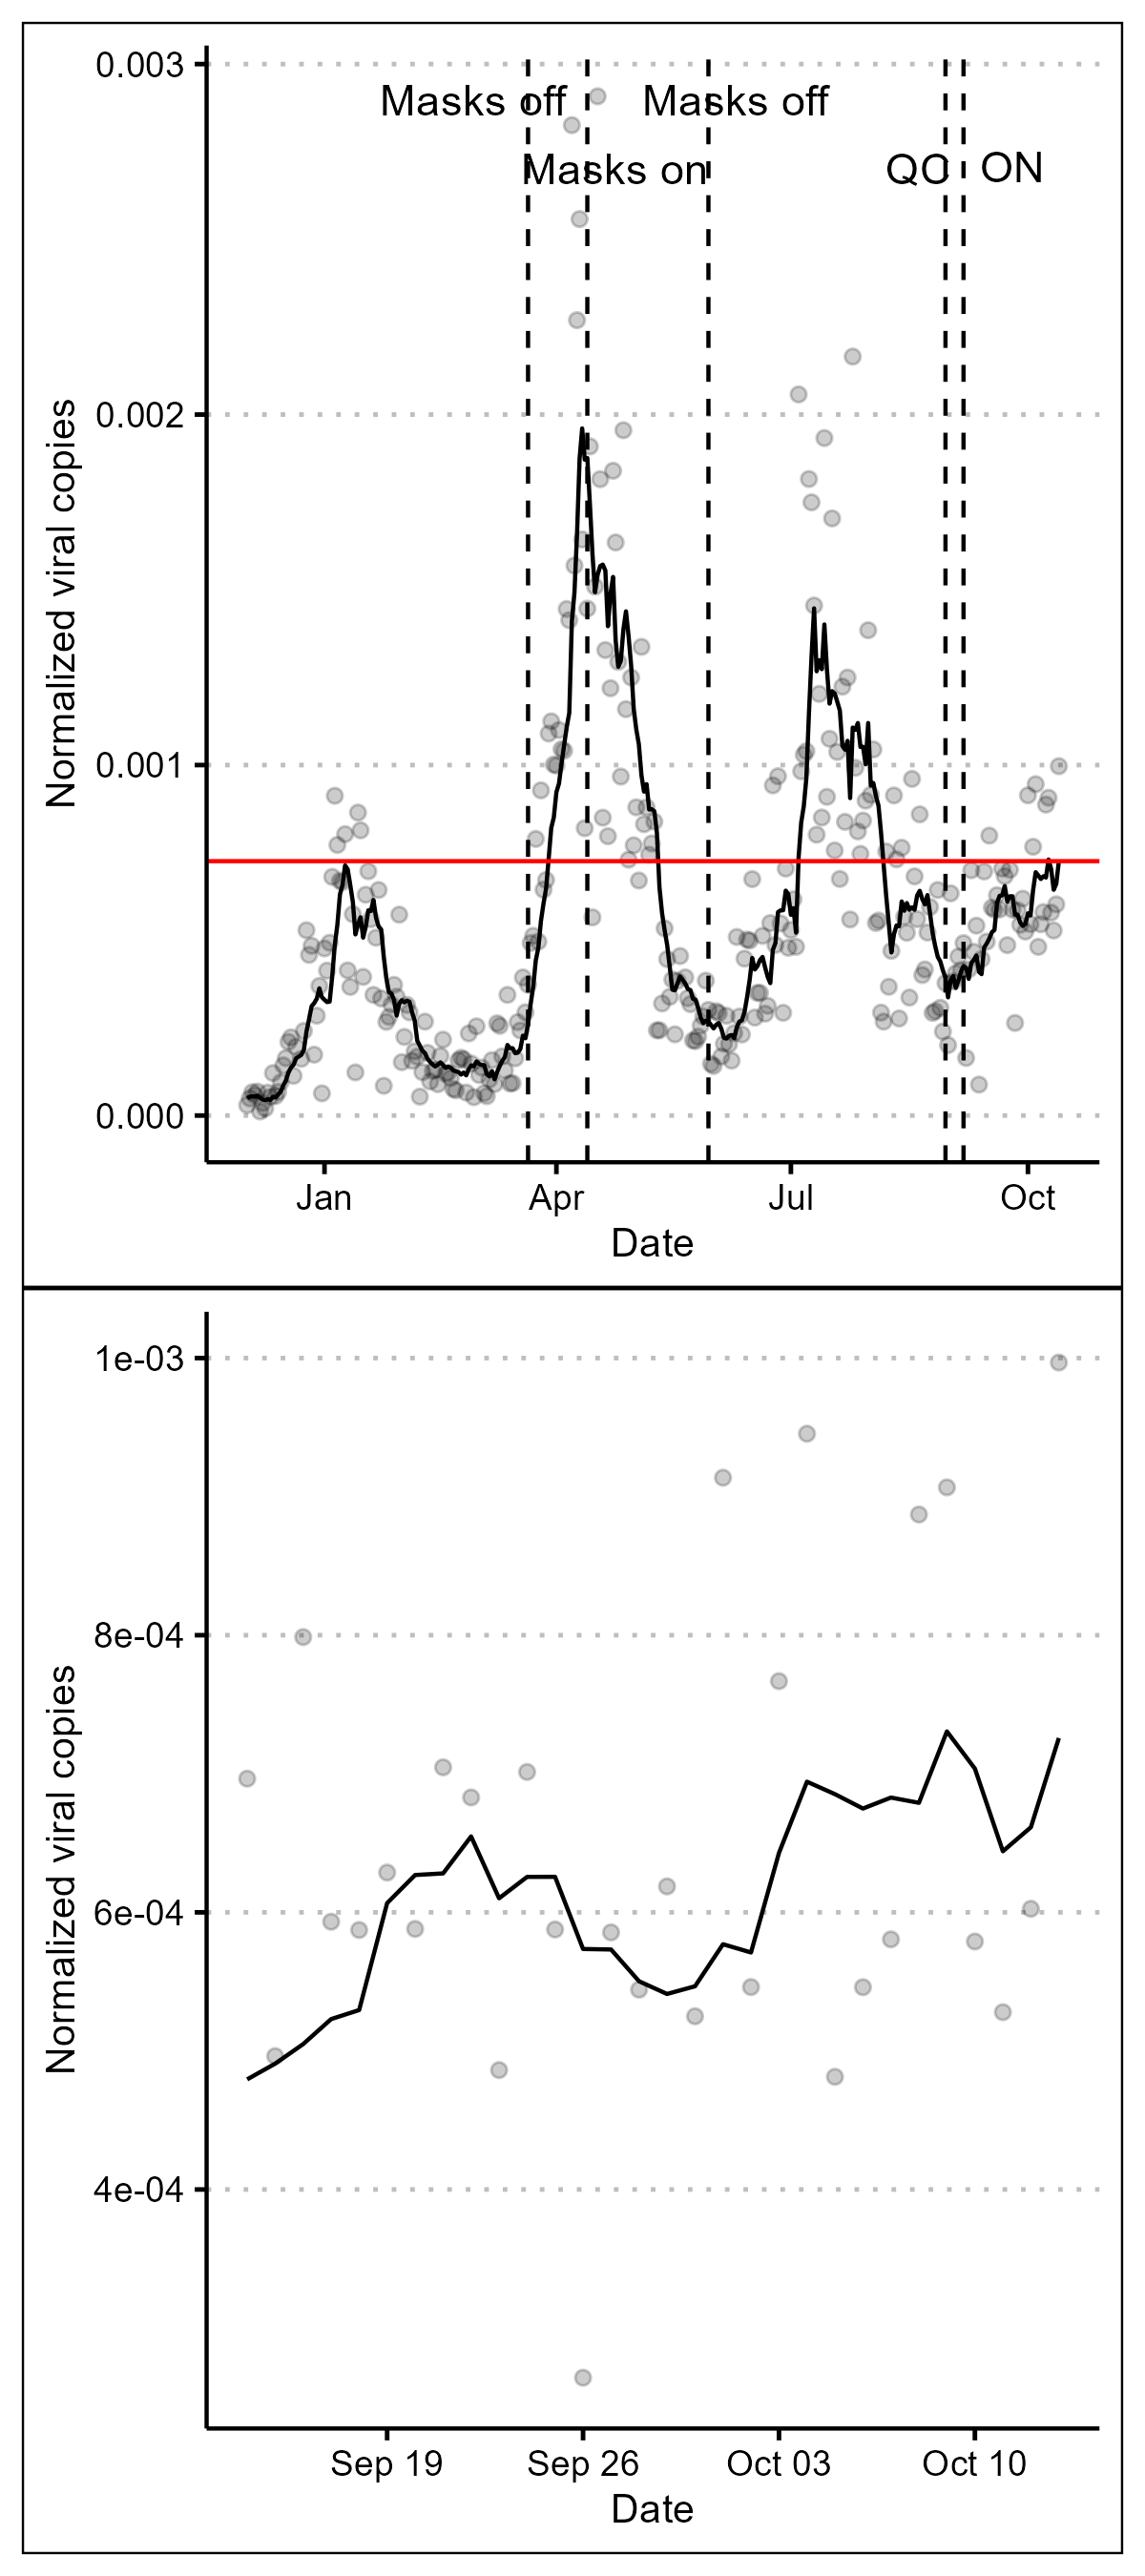 0.003
Masks off
Masks off
Masks on
QC
ON
0.002
Normalized viral copies
0.001
0.000
Jan
Apr
Jul
Oct
Date
1e-03
8e-04
Normalized viral copies
6e-04
4e-04
Sep 19
Sep 26
Oct 03
Oct 10
Date